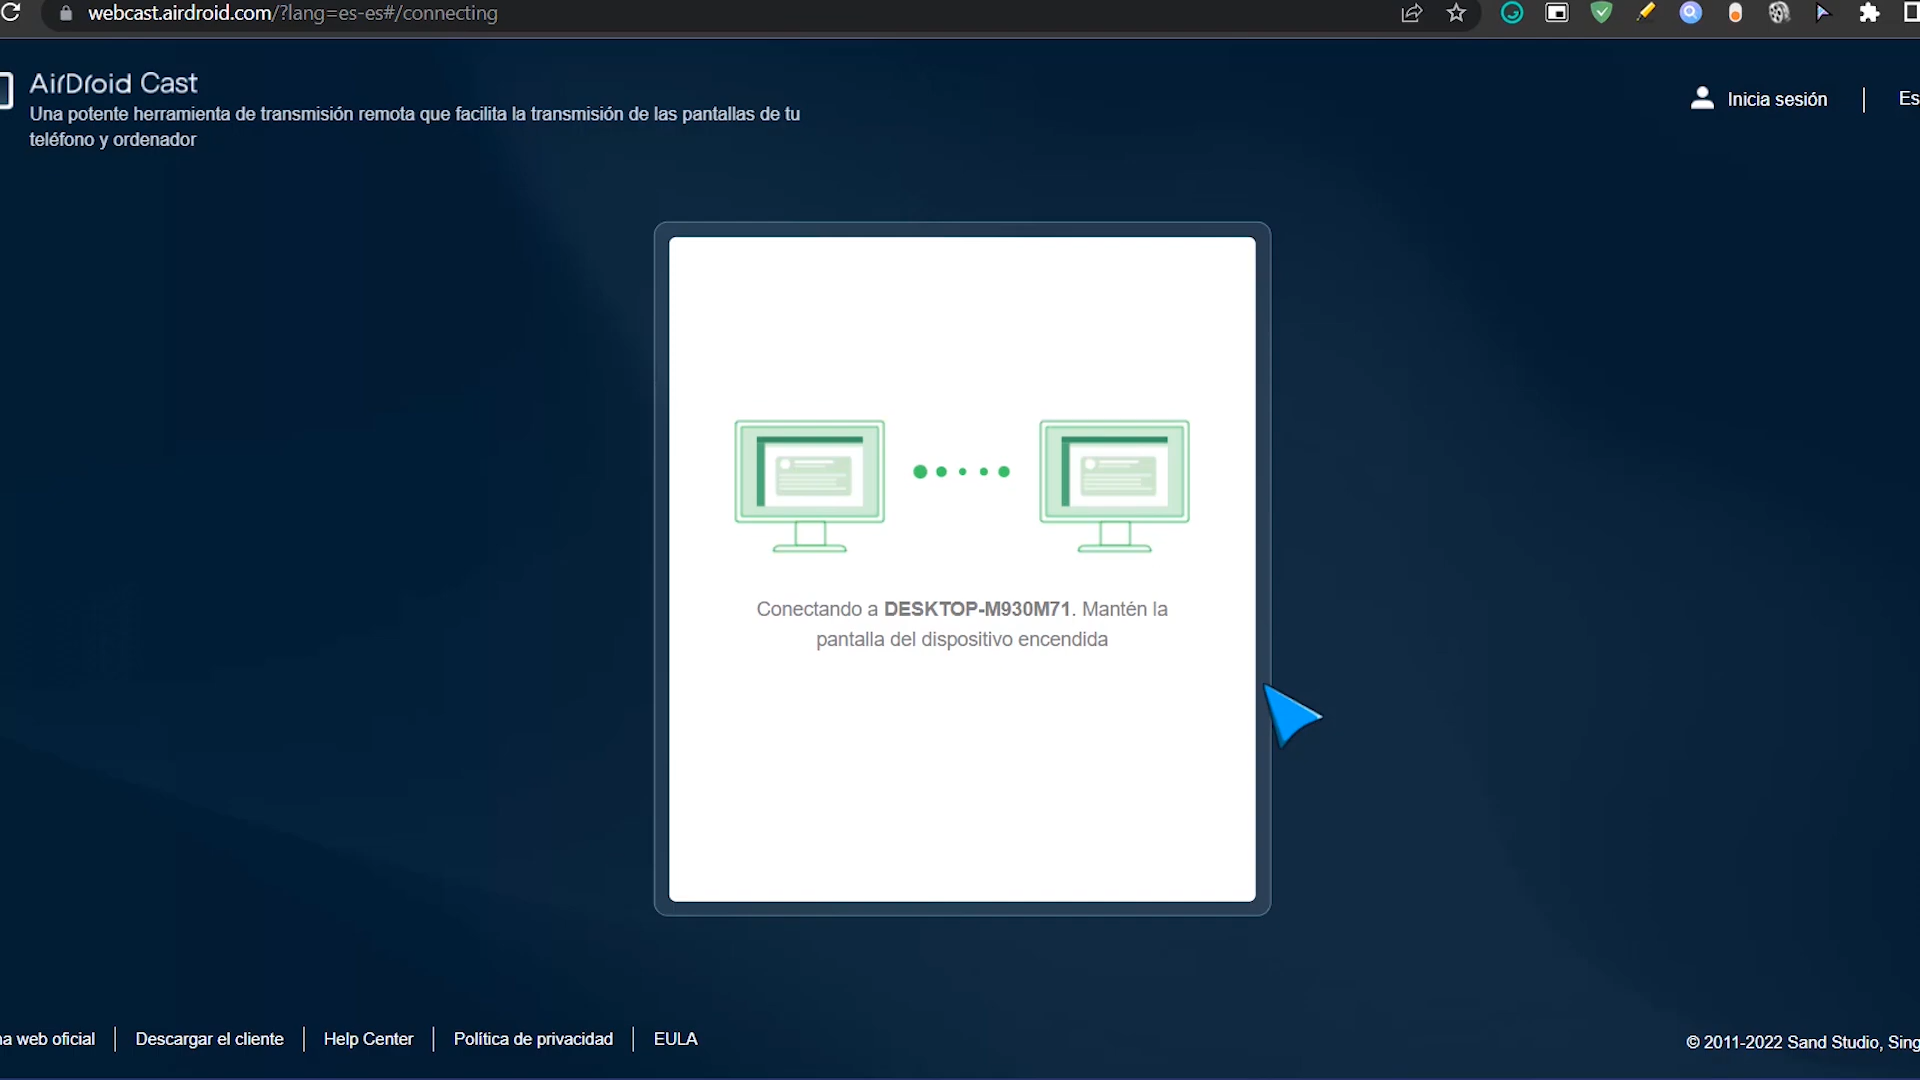 webcast.airdroid.com/?lang=es-es#/connecting
AirDroid Cast
Una potente herramienta de transmisión remota que facilita la transmisión de las pantallas de tu
teléfono y ordenador
Inicia sesión
Es
Conectando a DESKTOP-M930M71. Mantén la
pantalla del dispositivo encendida
na web oficial
Descargar el cliente
Help Center
Política de privacidad
EULA
© 2011-2022 Sand Studio, Sing